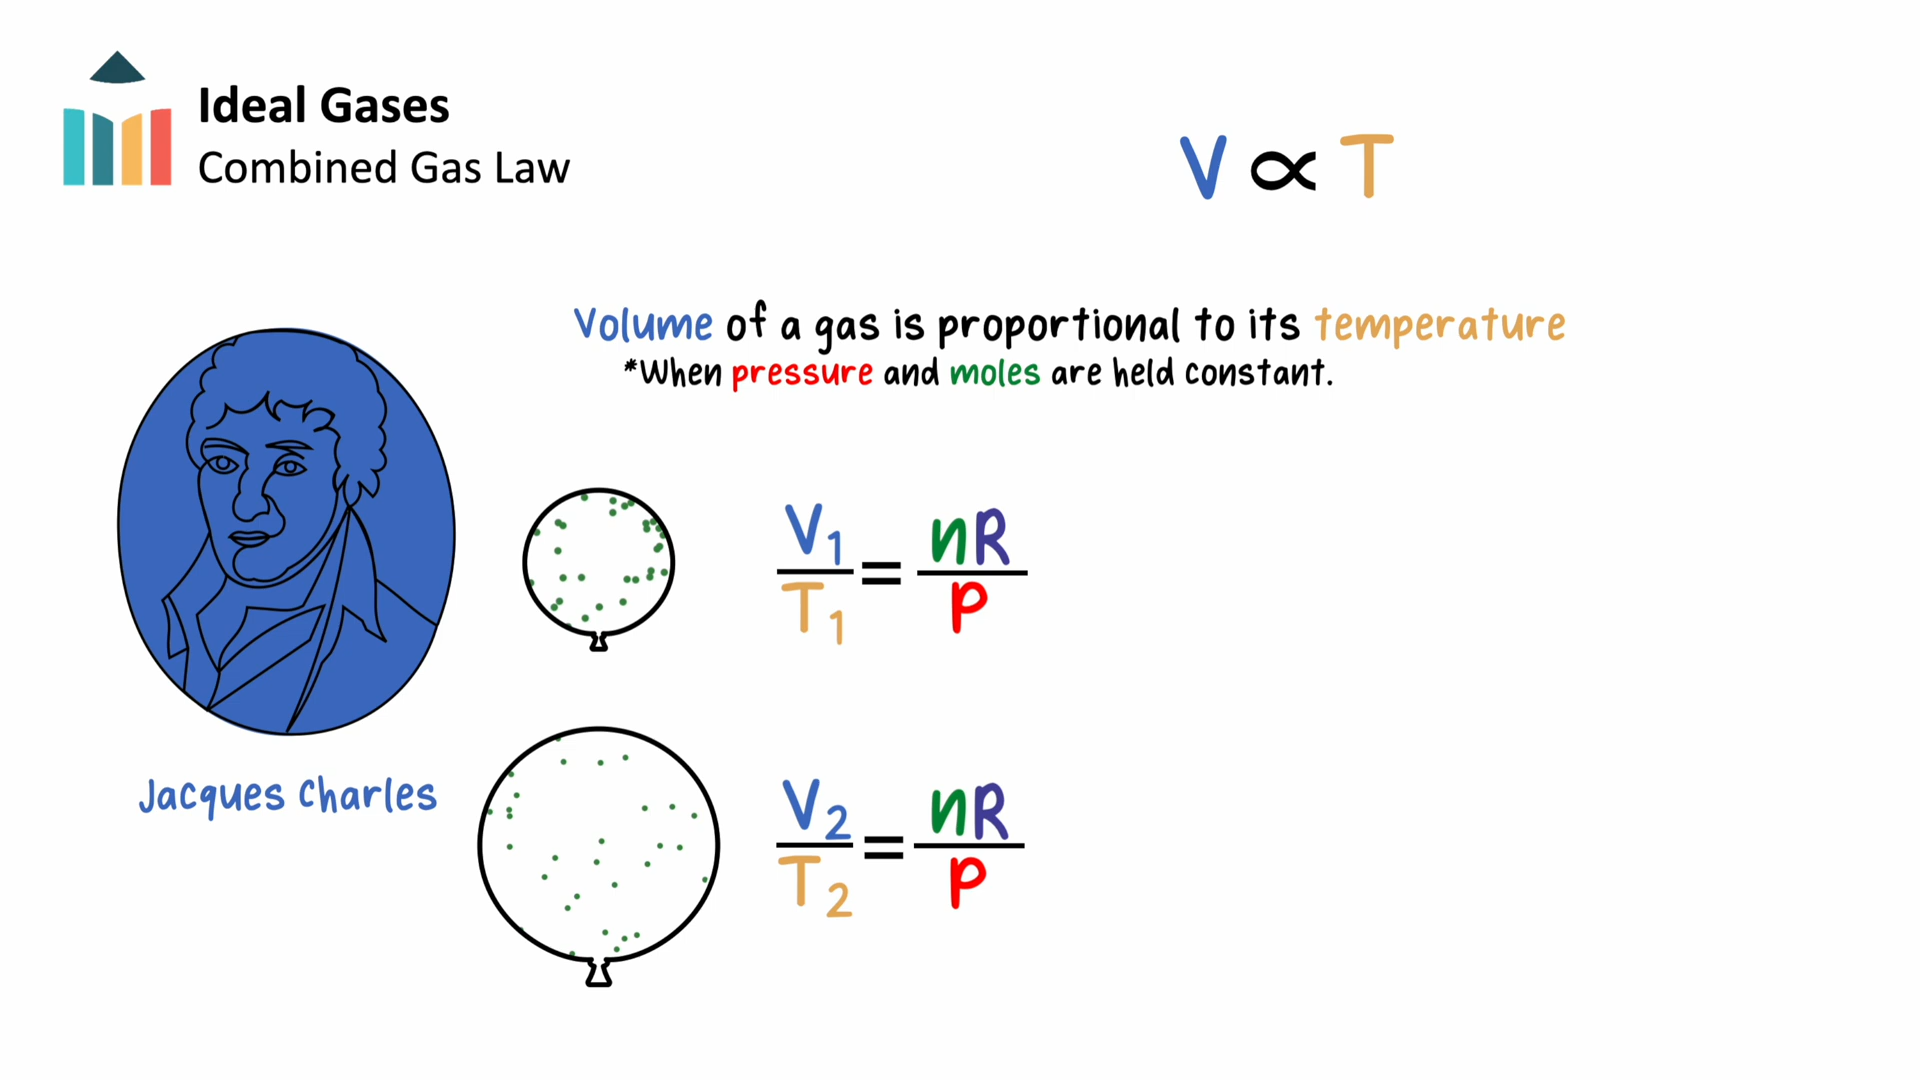 Ideal Gases
Combined Gas Law
V ∝ T
Volume of a gas is proportional to its temperature
*When pressure and moles are held constant.
V₁/T₁ = nR/P
Jacques Charles
V₂/T₂ = nR/P